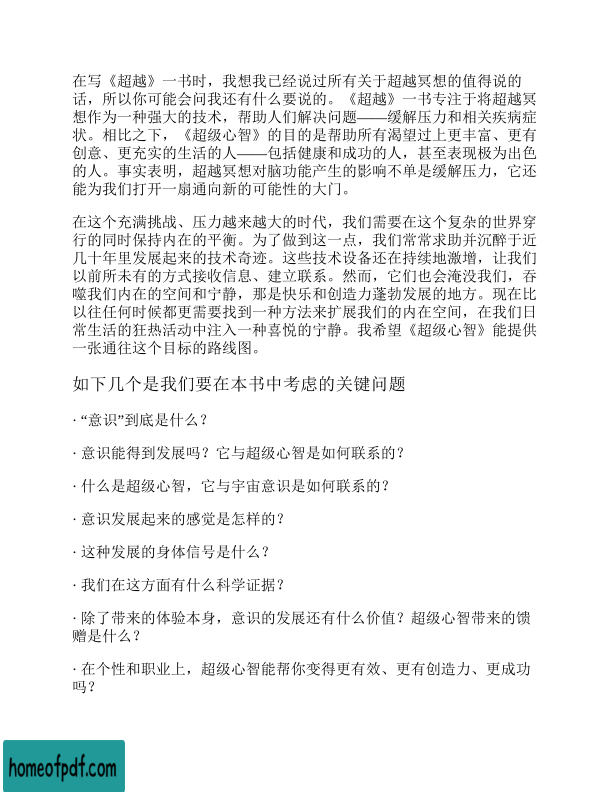 在写《超越》一书时，我想我已经说过所有关于超越冥想的值得说的
话，所以你可能会问我还有什么要说的。《超越》一书专注于将超越冥
想作为一种强大的技术，帮助人们解决问题——缓解压力和相关疾病症
状。相比之下，《超级心智》的目的是帮助所有渴望过上更丰富、更有
创意、更充实的生活的人——包括健康和成功的人，甚至表现极为出色
的人。事实表明，超越冥想对脑功能产生的影响不单是缓解压力，它还
能为我们打开一扇通向新的可能性的大门。
在这个充满挑战、压力越来越大的时代，我们需要在这个复杂的世界穿
行的同时保持内在的平衡。为了做到这一点，我们常常求助并沉醉于近
几十年里发展起来的技术奇迹。这些技术设备还在持续地激增，让我们
以前所未有的方式接收信息、建立联系。然而，它们也会淹没我们，吞
噬我们内在的空间和宁静，那是快乐和创造力蓬勃发展的地方。现在比
以往任何时候都更需要找到一种方法来扩展我们的内在空间，在我们日
常生活的狂热活动中注入一种喜悦的宁静。我希望《超级心智》能提供
一张通往这个目标的路线图。
如下几个是我们要在本书中考虑的关键问题
· “意识”到底是什么？
· 意识能得到发展吗？它与超级心智是如何联系的？
· 什么是超级心智，它与宇宙意识是如何联系的？
· 意识发展起来的感觉是怎样的？
· 这种发展的身体信号是什么？
· 我们在这方面有什么科学证据？
· 除了带来的体验本身，意识的发展还有什么价值？超级心智带来的馈
赠是什么？
· 在个性和职业上，超级心智能帮你变得更有效、更有创造力、更成功
吗？
homeofpdf.com